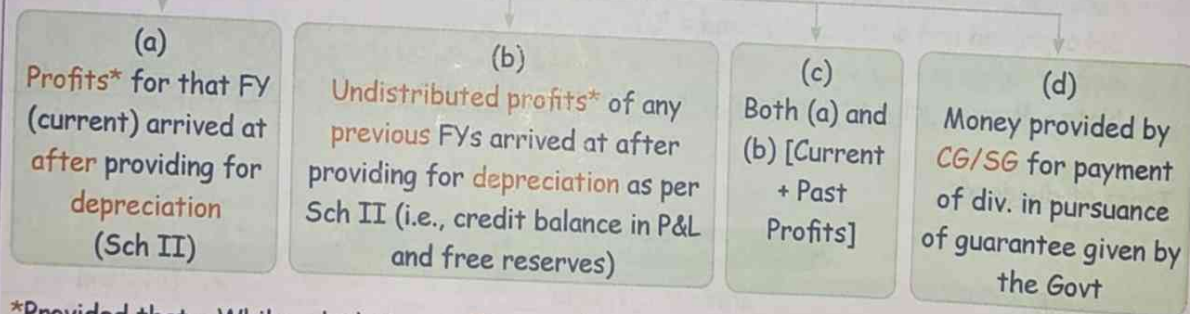 (a)
Profits* for that FY
(current) arrived at
after providing for
depreciation
(Sch II)
(b)
Undistributed profits* of any
previous FYs arrived at after
providing for depreciation as per
Sch II (i.e., credit balance in P&L
and free reserves)
(c)
Both (a) and
(b) [Current
+ Past
Profits]
(d)
Money provided by
CG/SG for payment
of div. in pursuance
of guarantee given by
the Govt
*Provided that